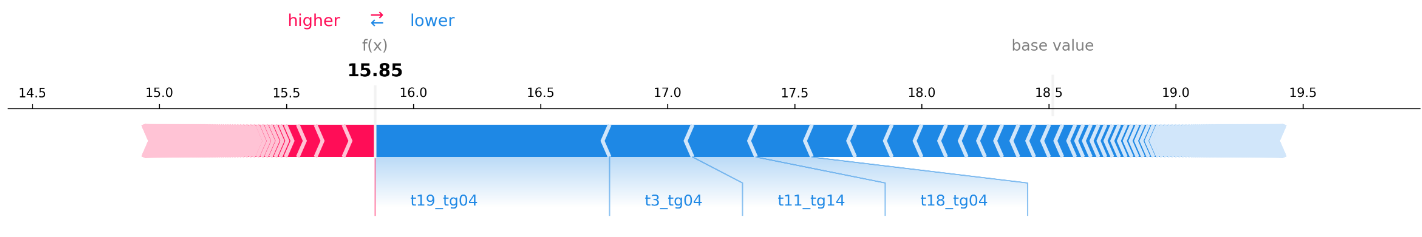 higher ⇄ lower
f(x) base value
15.85
14.5 15.0 15.5 16.0 16.5 17.0 17.5 18.0 18.5 19.0 19.5
t19_tg04 t3_tg04 t11_tg14 t18_tg04